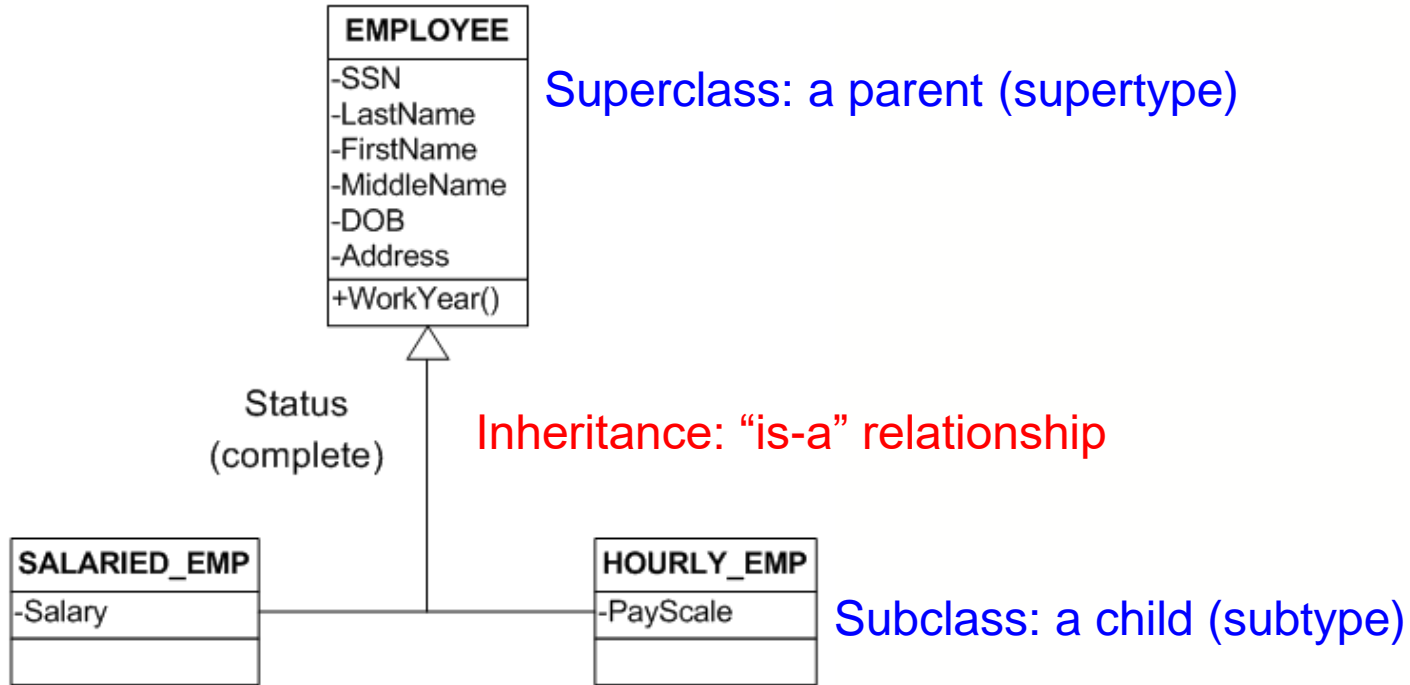 EMPLOYEE
-SSN
-LastName
-FirstName
-MiddleName
-DOB
-Address
+WorkYear()
Superclass: a parent (supertype)
Status
(complete)
Inheritance: “is-a” relationship
SALARIED_EMP
-Salary
HOURLY_EMP
-PayScale
Subclass: a child (subtype)